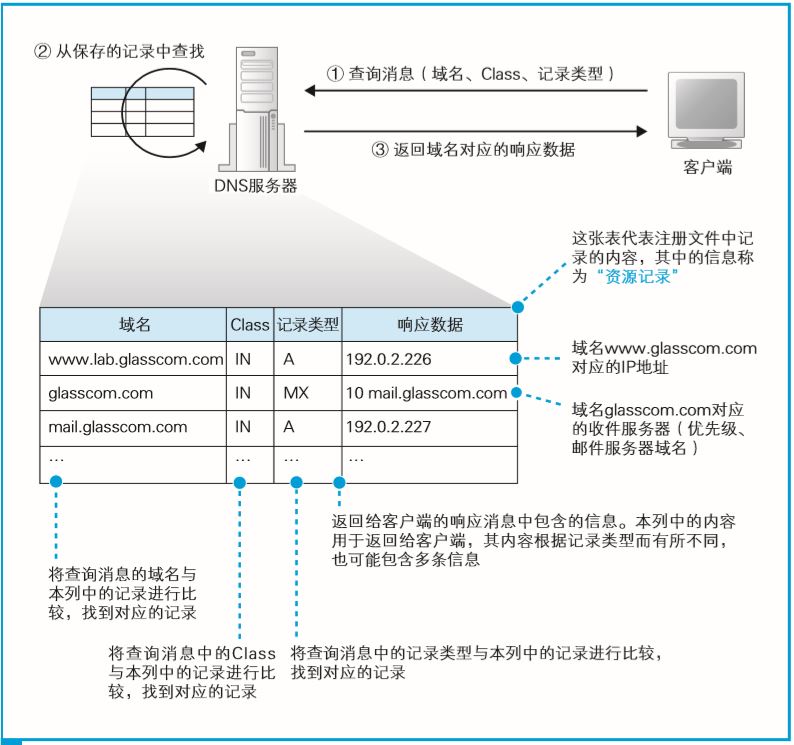 ② 从保存的记录中查找
① 查询消息（域名、Class、记录类型）
③ 返回域名对应的响应数据
DNS服务器
客户端
这张表代表注册文件中记
录的内容，其中的信息称
为“资源记录”
域名 Class 记录类型 响应数据
www.lab.glasscom.com IN A 192.0.2.226
glasscom.com IN MX 10 mail.glasscom.com
mail.glasscom.com IN A 192.0.2.227
… … … …
域名www.glasscom.com
对应的IP地址
域名glasscom.com对应
的收件服务器（优先级、
邮件服务器域名）
返回给客户端的响应消息中包含的信息。本列中的内容
用于返回给客户端，其内容根据记录类型而有所不同，
也可能包含多条信息
将查询消息的域名与
本列中的记录进行比
较，找到对应的记录
将查询消息中的Class
与本列中的记录进行比
较，找到对应的记录
将查询消息中的记录类型与本列中的记录进行比较，
找到对应的记录